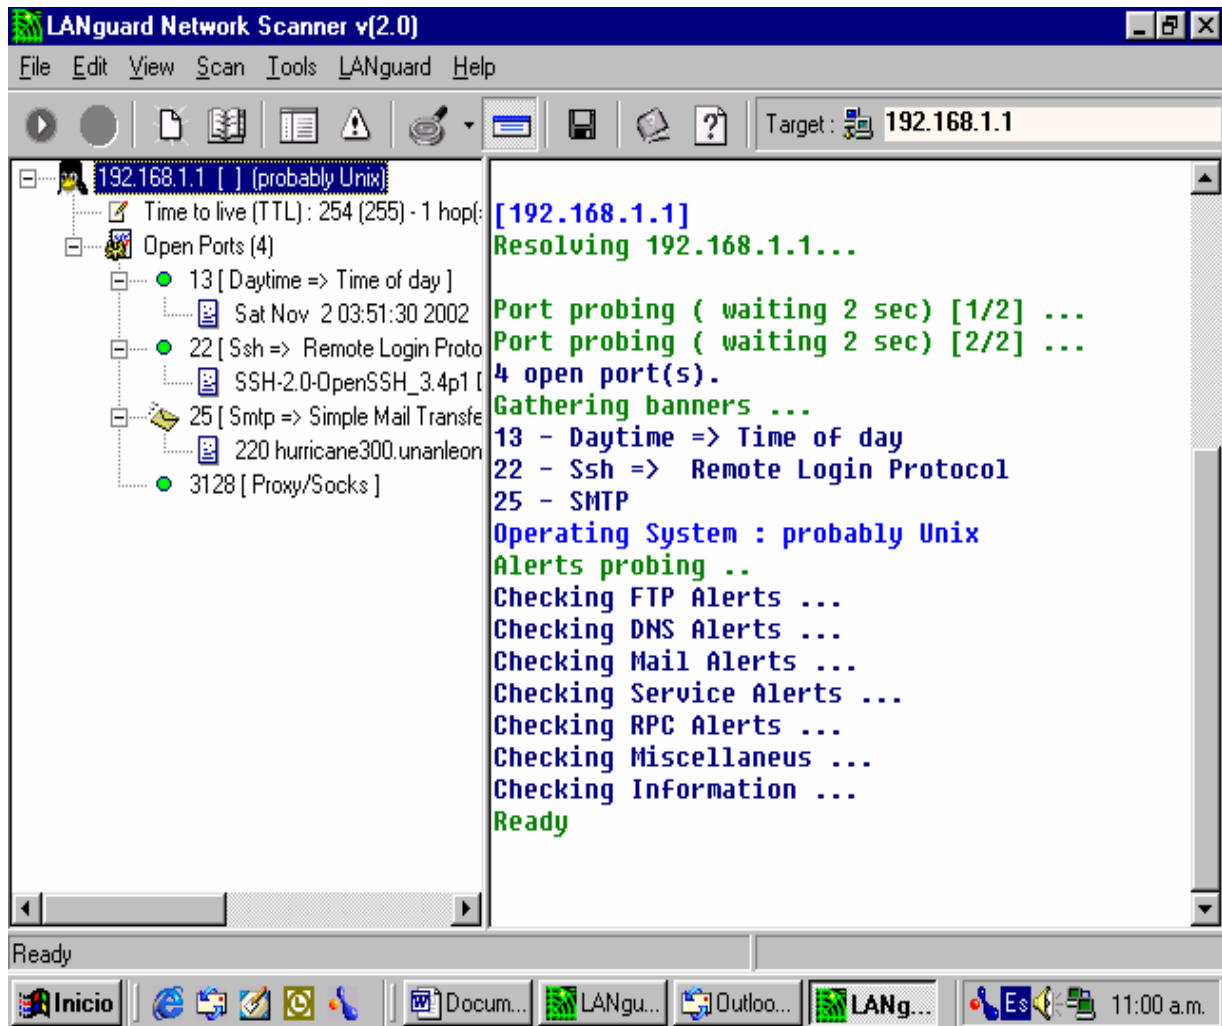 LANguard Network Scanner v(2.0)
File Edit View Scan Tools LANguard Help
Target : 192.168.1.1
192.168.1.1 [ ] (probably Unix)
Time to live (TTL) : 254 (255) - 1 hop(
Open Ports (4)
13 [ Daytime => Time of day ]
Sat Nov 2 03:51:30 2002
22 [ Ssh => Remote Login Proto
SSH-2.0-OpenSSH_3.4p1
25 [ Smtp => Simple Mail Transfe
220 hurricane300.unanleon
3128 [ Proxy/Socks ]
[192.168.1.1]
Resolving 192.168.1.1...
Port probing ( waiting 2 sec) [1/2] ...
Port probing ( waiting 2 sec) [2/2] ...
4 open port(s).
Gathering banners ...
13 - Daytime => Time of day
22 - Ssh => Remote Login Protocol
25 - SMTP
Operating System : probably Unix
Alerts probing ..
Checking FTP Alerts ...
Checking DNS Alerts ...
Checking Mail Alerts ...
Checking Service Alerts ...
Checking RPC Alerts ...
Checking Miscellaneus ...
Checking Information ...
Ready
Ready
Inicio Docum... LANgu... Outloo... LANg... Es 11:00 a.m.